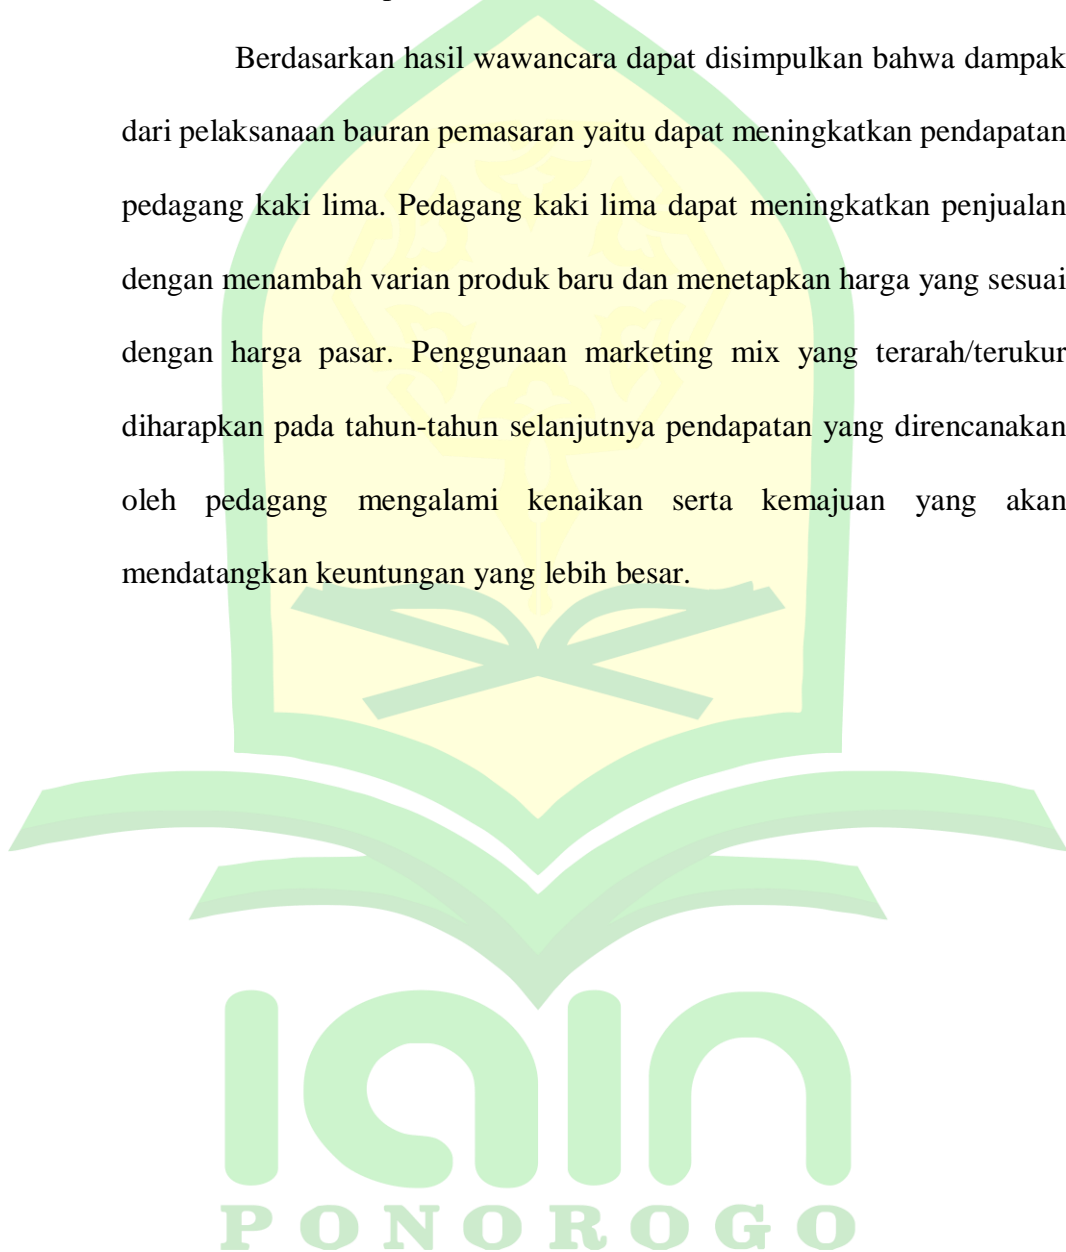 Berdasarkan hasil wawancara dapat disimpulkan bahwa dampak
dari pelaksanaan bauran pemasaran yaitu dapat meningkatkan pendapatan
pedagang kaki lima. Pedagang kaki lima dapat meningkatkan penjualan
dengan menambah varian produk baru dan menetapkan harga yang sesuai
dengan harga pasar. Penggunaan marketing mix yang terarah/terukur
diharapkan pada tahun-tahun selanjutnya pendapatan yang direncanakan
oleh pedagang mengalami kenaikan serta kemajuan yang akan
mendatangkan keuntungan yang lebih besar.
iain
PONOROGO